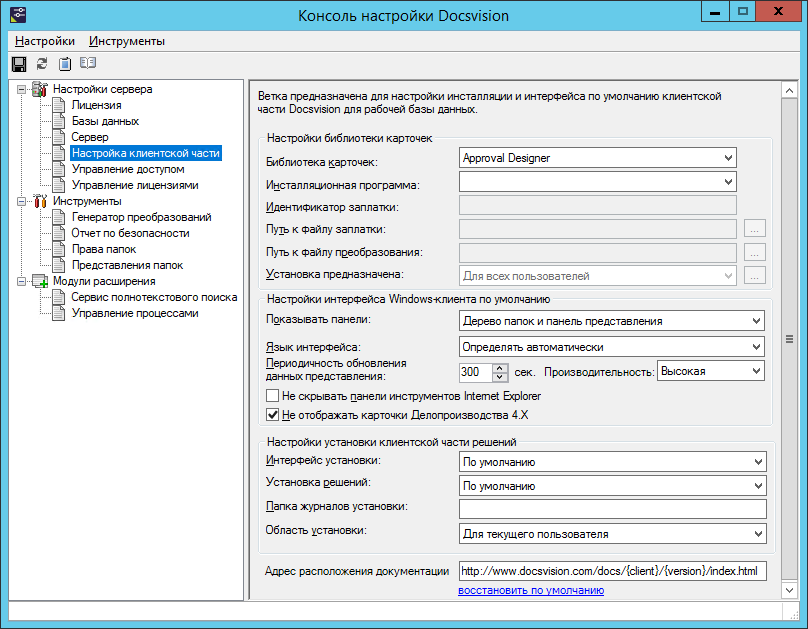 Консоль настройки Docsvision
Настройки Инструменты
Настройки сервера
Лицензия
Базы данных
Сервер
Настройка клиентской части
Управление доступом
Управление лицензиями
Инструменты
Генератор преобразований
Отчет по безопасности
Права папок
Представления папок
Модули расширения
Сервис полнотекстового поиска
Управление процессами
Ветка предназначена для настройки инсталляции и интерфейса по умолчанию клиентской
части Docsvision для рабочей базы данных.
Настройки библиотеки карточек
Библиотека карточек: Approval Designer
Инсталляционная программа:
Идентификатор заплатки:
Путь к файлу заплатки: ...
Путь к файлу преобразования: ...
Установка предназначена: Для всех пользователей ...
Настройки интерфейса Windows-клиента по умолчанию
Показывать панели: Дерево папок и панель представления
Язык интерфейса: Определять автоматически
Периодичность обновления
данных представления: 300 сек. Производительность: Высокая
Не скрывать панели инструментов Internet Explorer
Не отображать карточки Делопроизводства 4.X
Настройки установки клиентской части решений
Интерфейс установки: По умолчанию
Установка решений: По умолчанию
Папка журналов установки:
Область установки: Для текущего пользователя
Адрес расположения документации http://www.docsvision.com/docs/{client}/{version}/index.html
восстановить по умолчанию